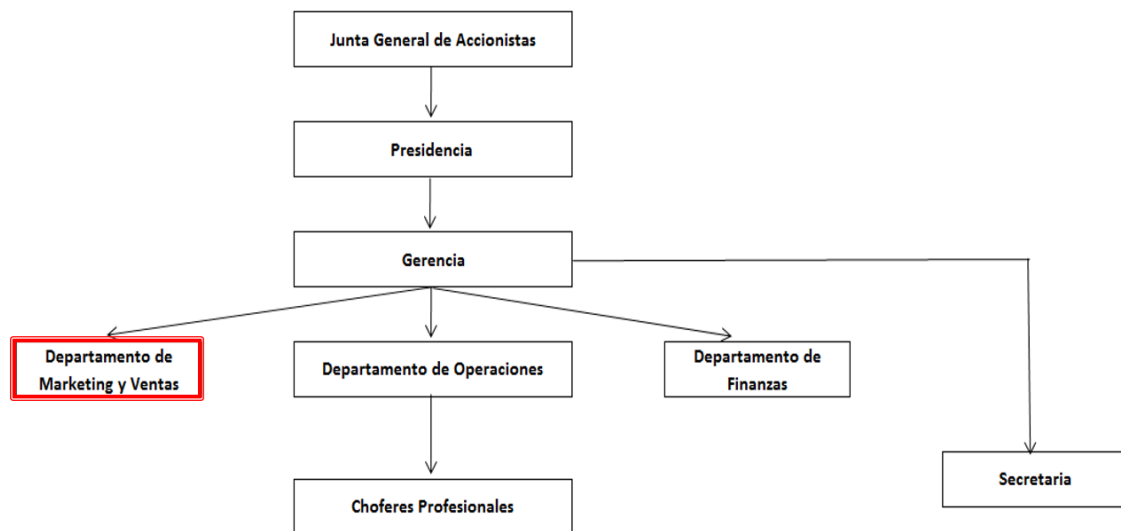 Junta General de Accionistas
Presidencia
Gerencia
Departamento de
Marketing y Ventas
Departamento de Operaciones
Departamento de
Finanzas
Secretaria
Choferes Profesionales